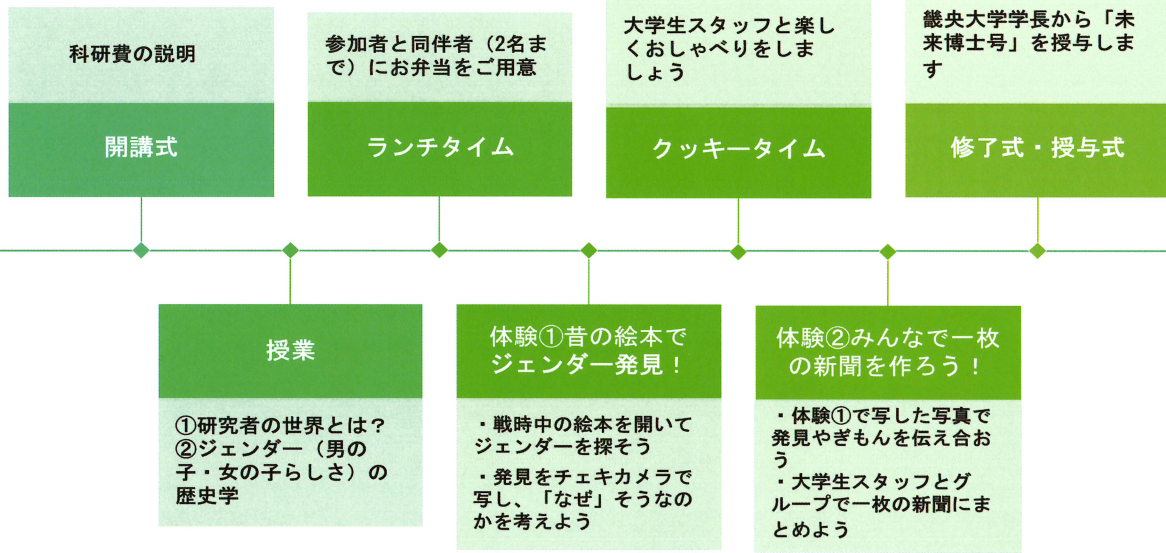 科研費の説明
開講式
①研究者の世界とは？
②ジェンダー（男の
子・女の子らしさ）の
歴史学
授業
参加者と同伴者（2名ま
で）にお弁当をご用意
ランチタイム
体験①昔の絵本で
ジェンダー発見！
・戦時中の絵本を開いて
ジェンダーを探そう
・発見をチェキカメラで
写し、「なぜ」そうなの
かを考えよう
大学生スタッフと楽し
くおしゃべりをしま
しょう
クッキータイム
体験②みんなで一枚
の新聞を作ろう！
・体験①で写した写真で
発見やぎもんを伝え合お
う
・大学生スタッフとグ
ループで一枚の新聞にま
とめよう
畿央大学学長から「未
来博士号」を授与しま
す
修了式・授与式